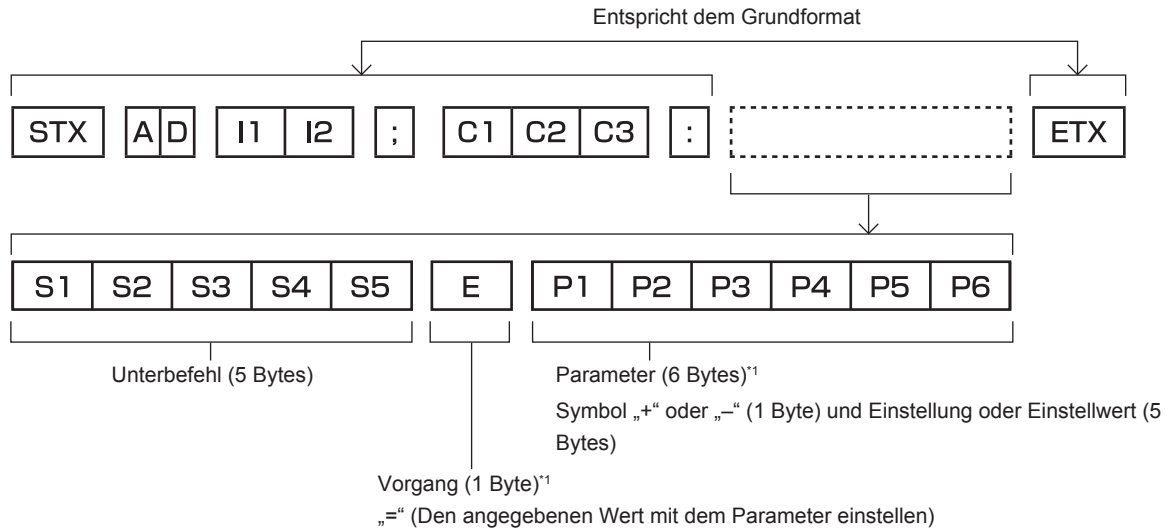 Entspricht dem Grundformat
STX A D I1 I2 ; C1 C2 C3 : ETX
S1 S2 S3 S4 S5 E P1 P2 P3 P4 P5 P6
Unterbefehl (5 Bytes)
Parameter (6 Bytes)*1
Symbol „+“ oder „–“ (1 Byte) und Einstellung oder Einstellwert (5
Bytes)
Vorgang (1 Byte)*1
„=“ (Den angegebenen Wert mit dem Parameter einstellen)